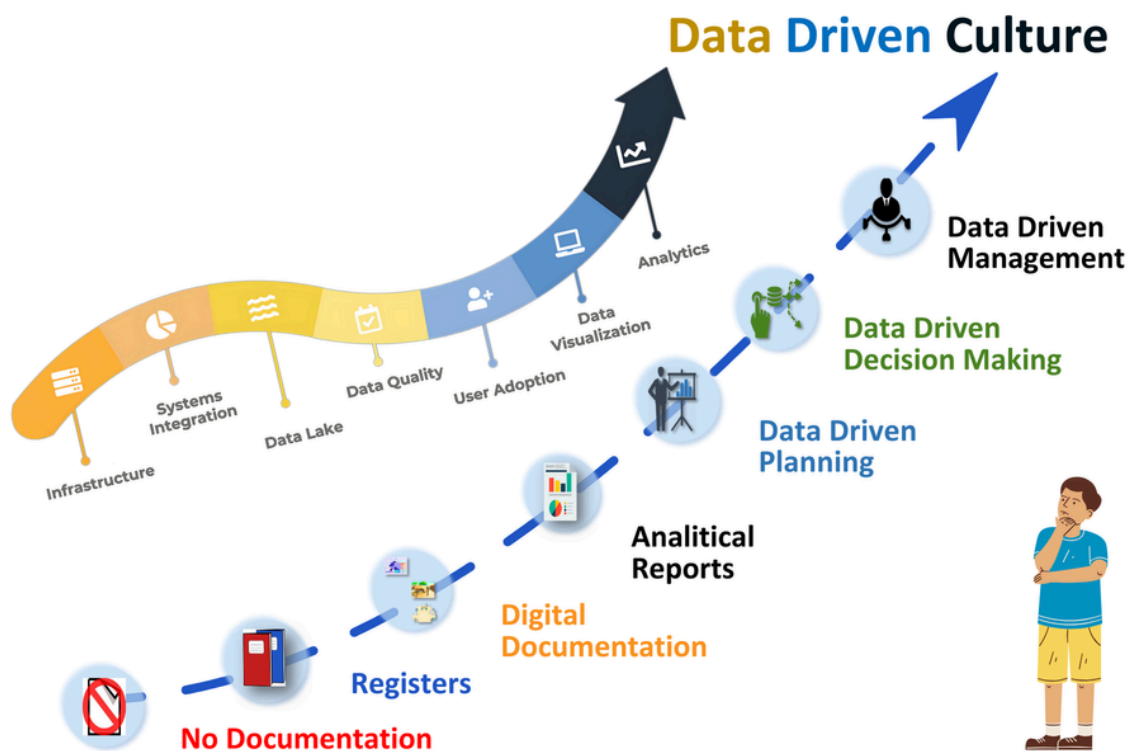 Data Driven Culture
Infrastructure
Systems
Integration
Data Lake
Data Quality
User Adoption
Data
Visualization
Analytics
Data Driven
Management
Data Driven
Decision Making
Data Driven
Planning
Analitical
Reports
Digital
Documentation
Registers
No Documentation